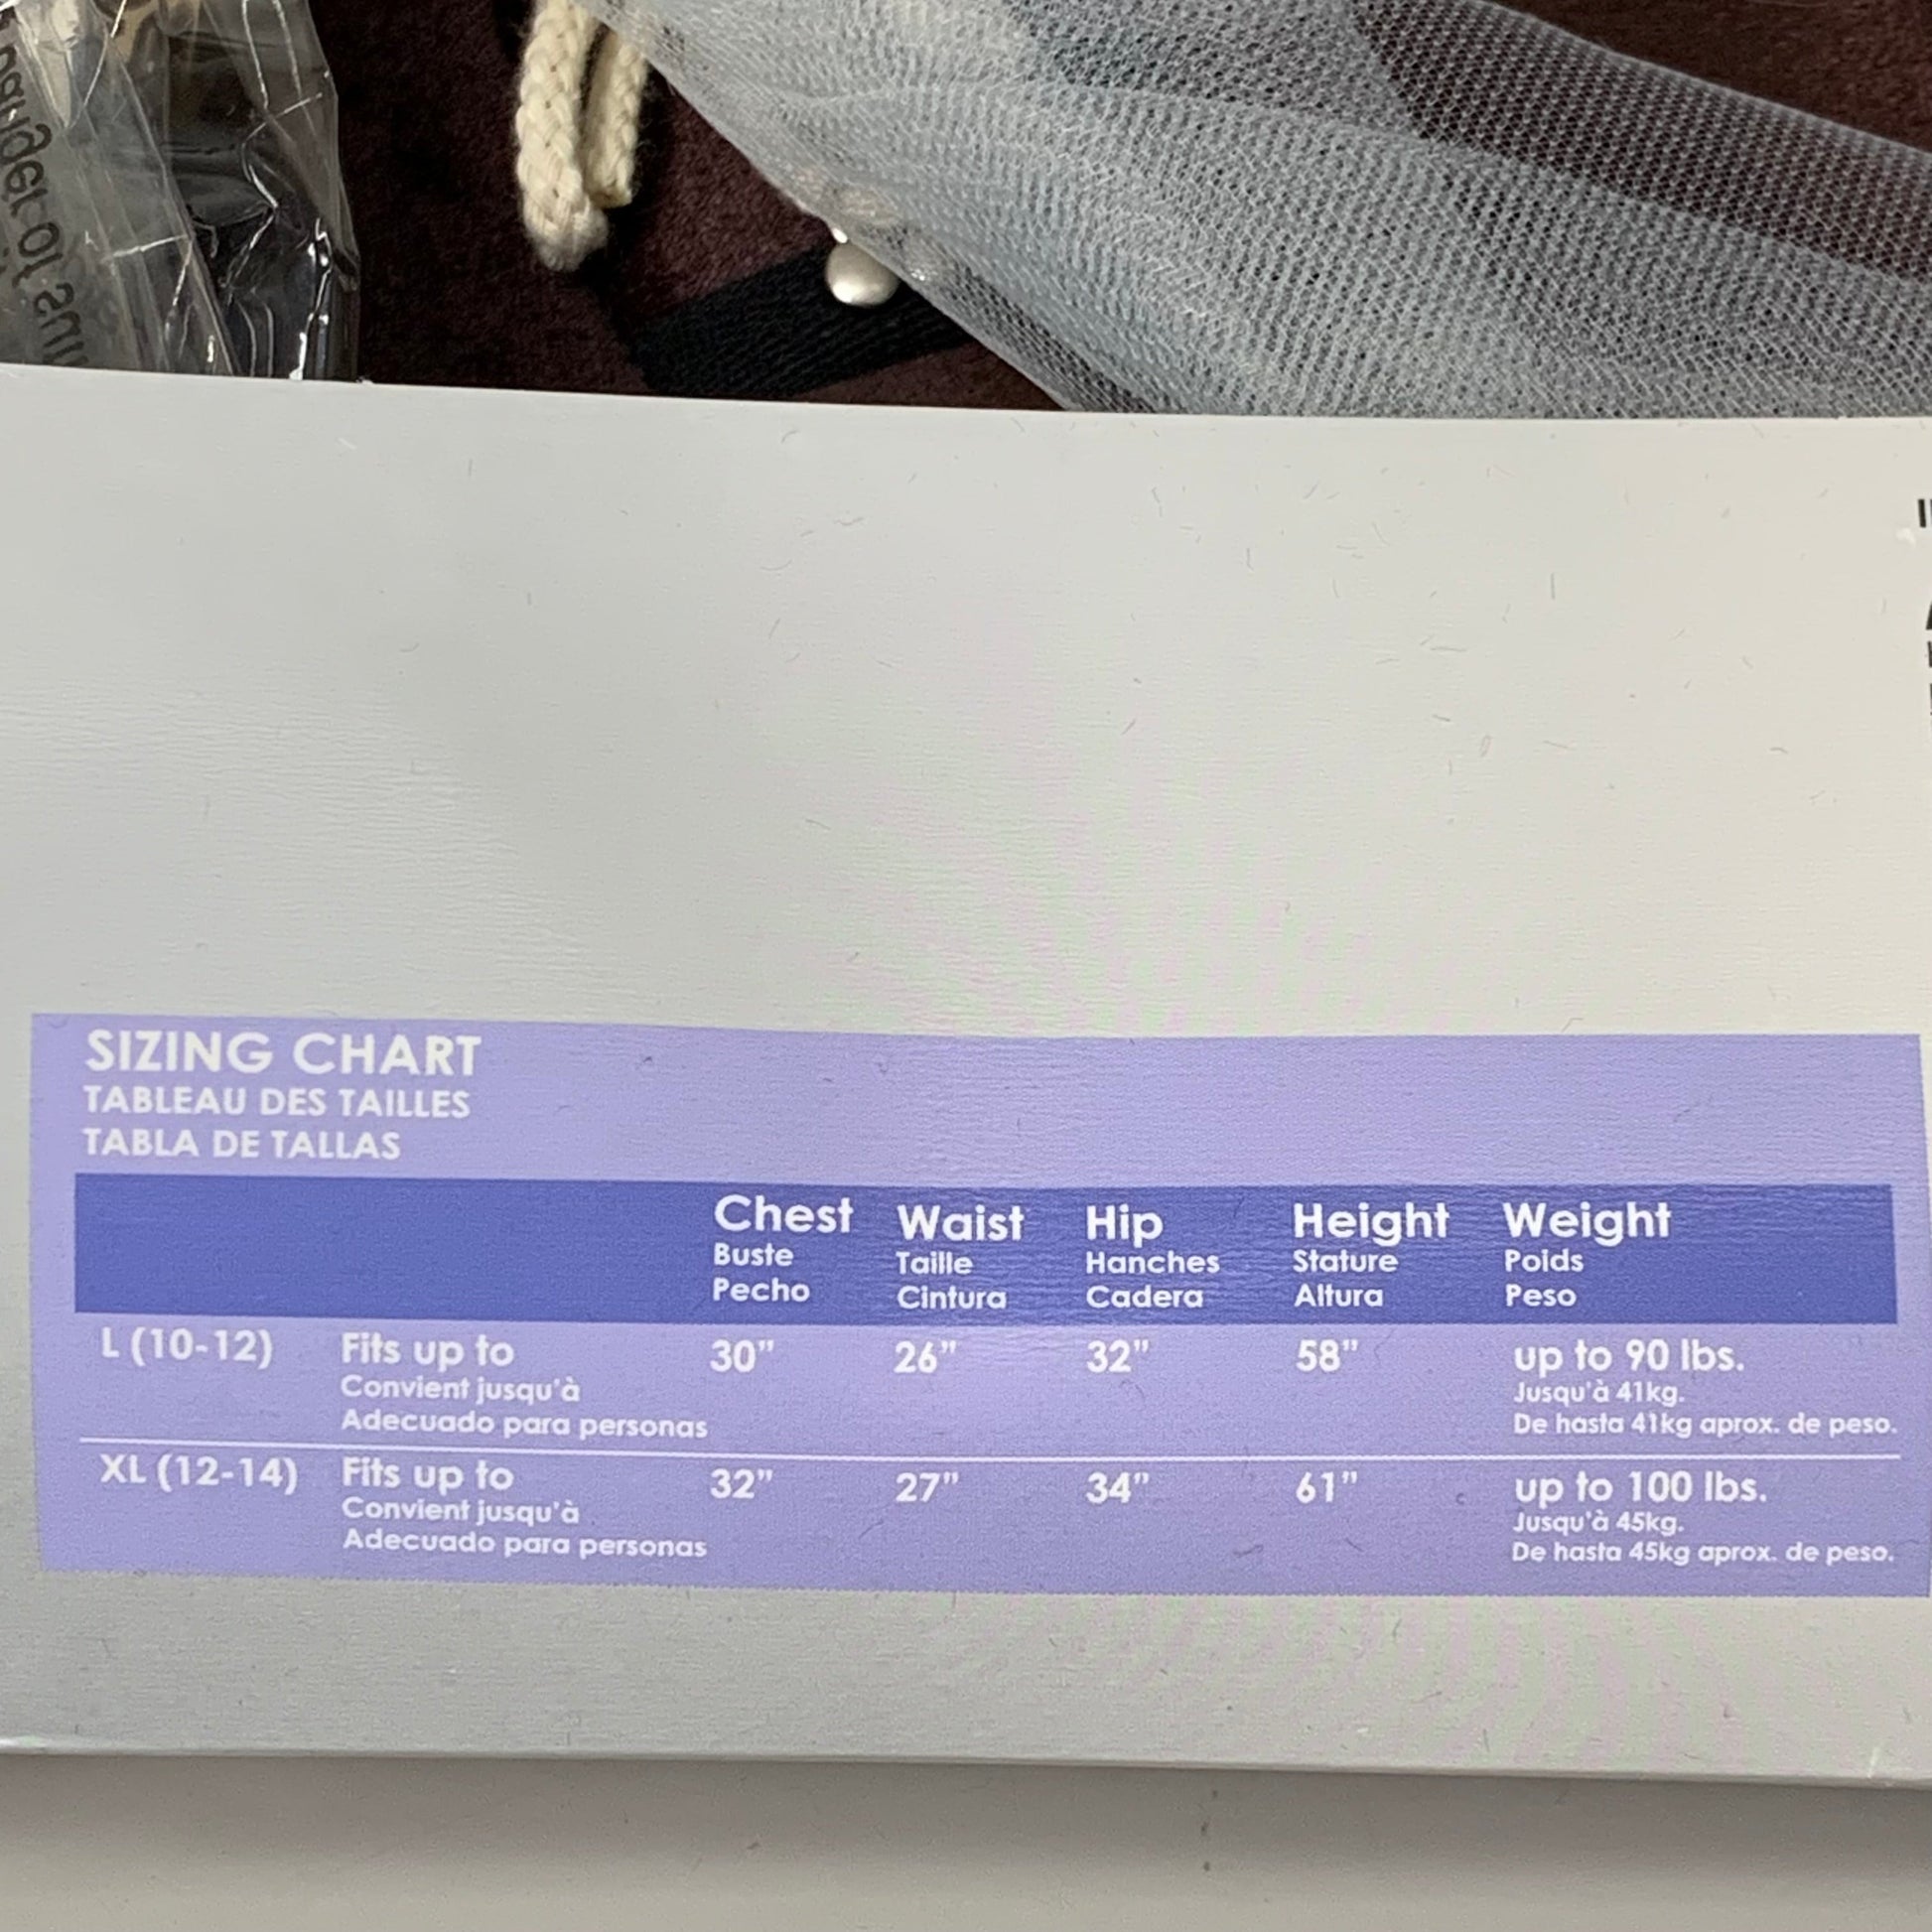 SIZING CHART
TABLEAU DES TAILLES
TABLA DE TALLAS
Chest Waist Hip Height Weight
Buste Taille Hanches Stature Poids
Pecho Cintura Cadera Altura Peso
L (10-12) Fits up to 30” 26” 32” 58” up to 90 lbs.
Convient jusqu'à Jusqu'à 41kg.
Adecuado para personas De hasta 41kg aprox. de peso.
XL (12-14) Fits up to 32” 27” 34” 61” up to 100 lbs.
Convient jusqu'à Jusqu'à 45kg.
Adecuado para personas De hasta 45kg aprox. de peso.